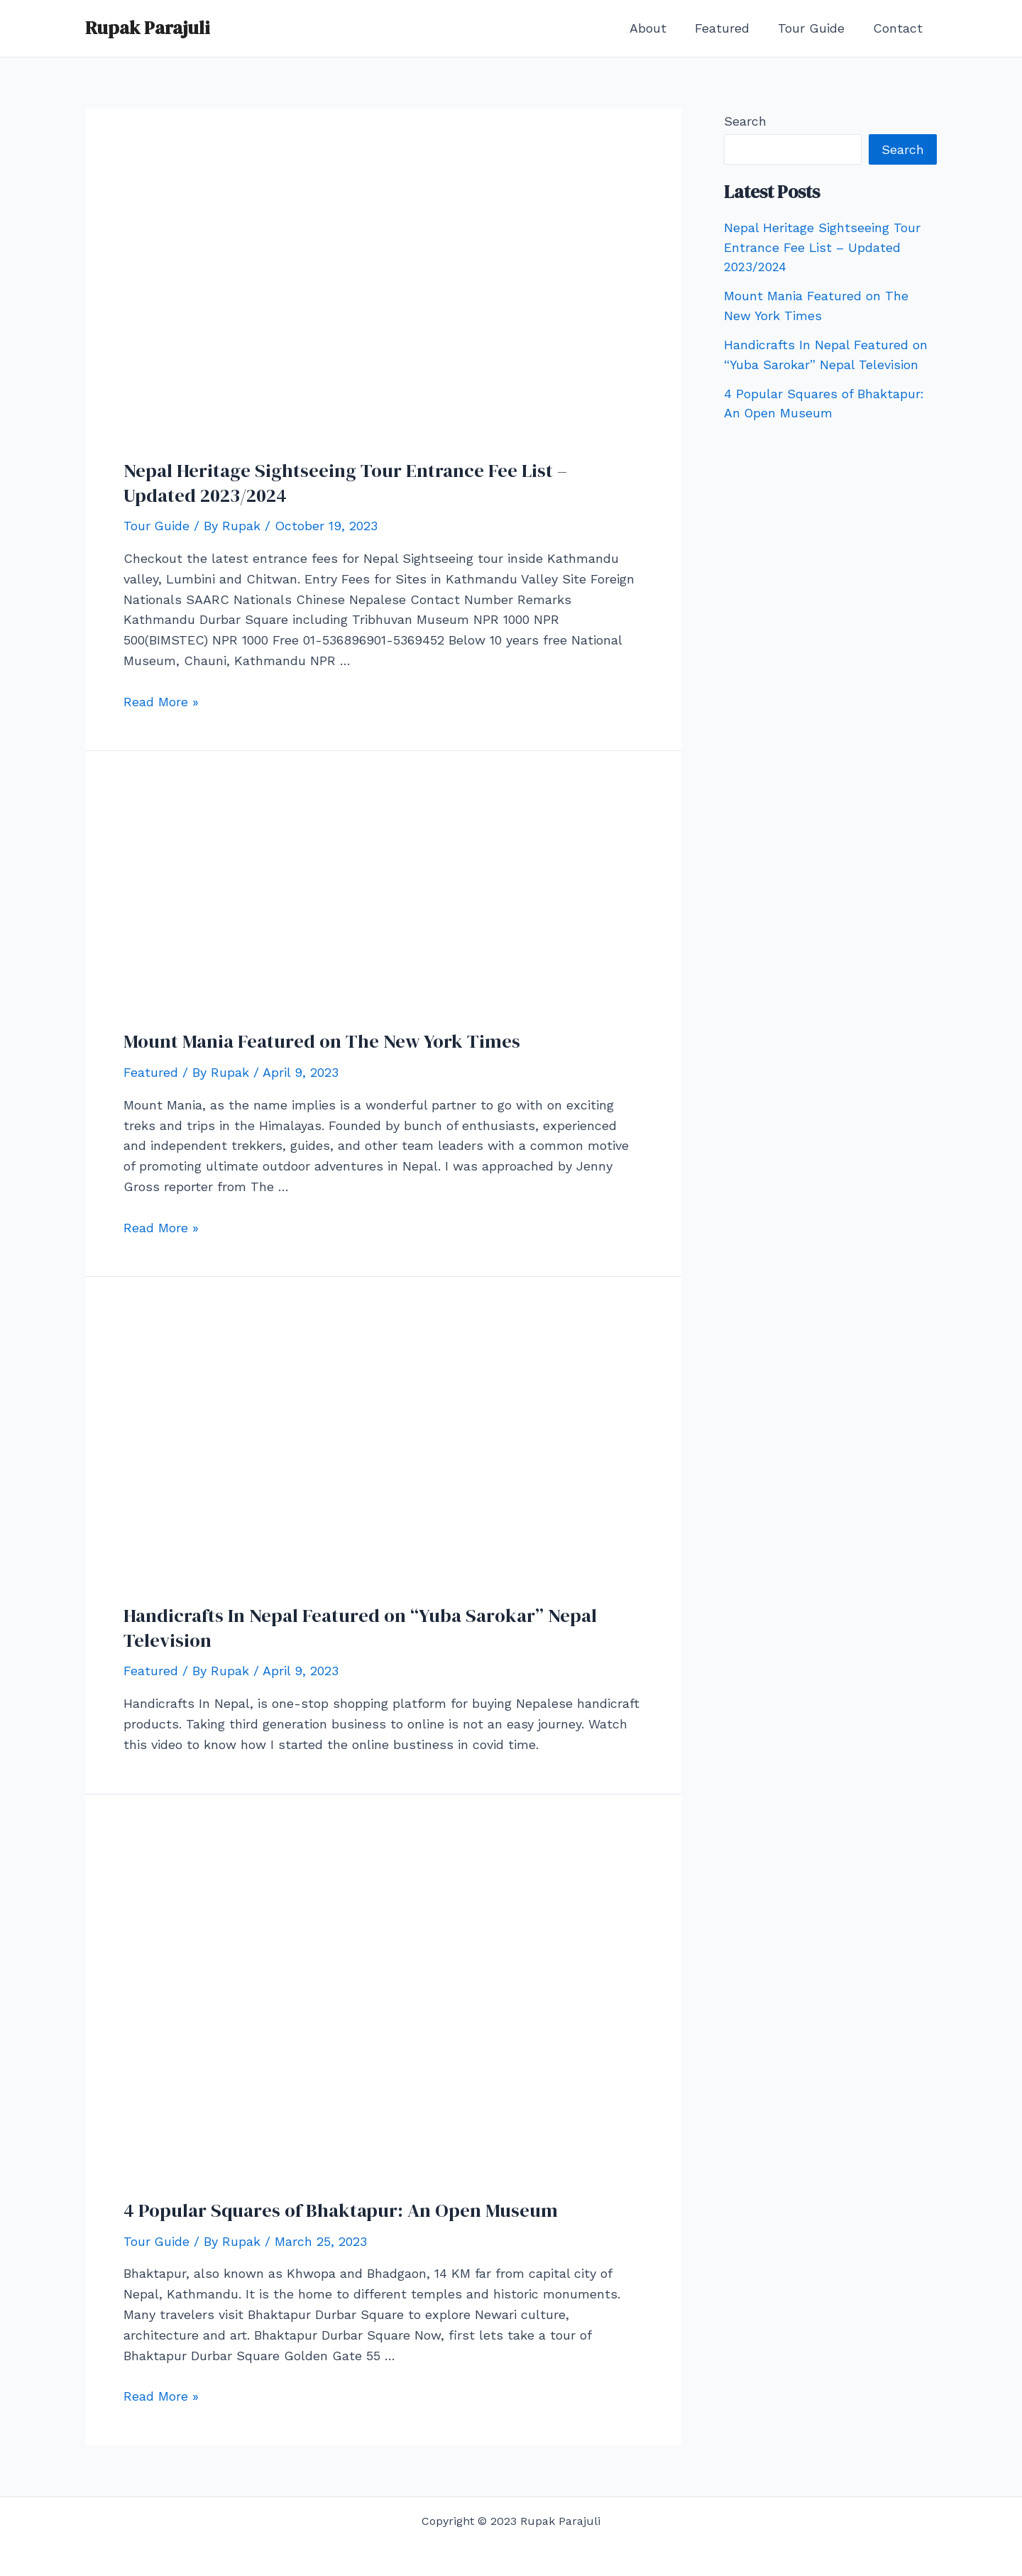 Rupak Parajuli
About
Featured
Tour Guide
Contact
Nepal Heritage Sightseeing Tour Entrance Fee List –
Updated 2023/2024
Tour Guide / By Rupak / October 19, 2023
Checkout the latest entrance fees for Nepal Sightseeing tour inside Kathmandu
valley, Lumbini and Chitwan. Entry Fees for Sites in Kathmandu Valley Site Foreign
Nationals SAARC Nationals Chinese Nepalese Contact Number Remarks
Kathmandu Durbar Square including Tribhuvan Museum NPR 1000 NPR
500(BIMSTEC) NPR 1000 Free 01-536896901-5369452 Below 10 years free National
Museum, Chauni, Kathmandu NPR …
Read More »
Mount Mania Featured on The New York Times
Featured / By Rupak / April 9, 2023
Mount Mania, as the name implies is a wonderful partner to go with on exciting
treks and trips in the Himalayas. Founded by bunch of enthusiasts, experienced
and independent trekkers, guides, and other team leaders with a common motive
of promoting ultimate outdoor adventures in Nepal. I was approached by Jenny
Gross reporter from The …
Read More »
Handicrafts In Nepal Featured on “Yuba Sarokar” Nepal
Television
Featured / By Rupak / April 9, 2023
Handicrafts In Nepal, is one-stop shopping platform for buying Nepalese handicraft
products. Taking third generation business to online is not an easy journey. Watch
this video to know how I started the online bustiness in covid time.
4 Popular Squares of Bhaktapur: An Open Museum
Tour Guide / By Rupak / March 25, 2023
Bhaktapur, also known as Khwopa and Bhadgaon, 14 KM far from capital city of
Nepal, Kathmandu. It is the home to different temples and historic monuments.
Many travelers visit Bhaktapur Durbar Square to explore Newari culture,
architecture and art. Bhaktapur Durbar Square Now, first lets take a tour of
Bhaktapur Durbar Square Golden Gate 55 …
Read More »
Search
Search
Latest Posts
Nepal Heritage Sightseeing Tour
Entrance Fee List – Updated
2023/2024
Mount Mania Featured on The
New York Times
Handicrafts In Nepal Featured on
“Yuba Sarokar” Nepal Television
4 Popular Squares of Bhaktapur:
An Open Museum
Copyright © 2023 Rupak Parajuli